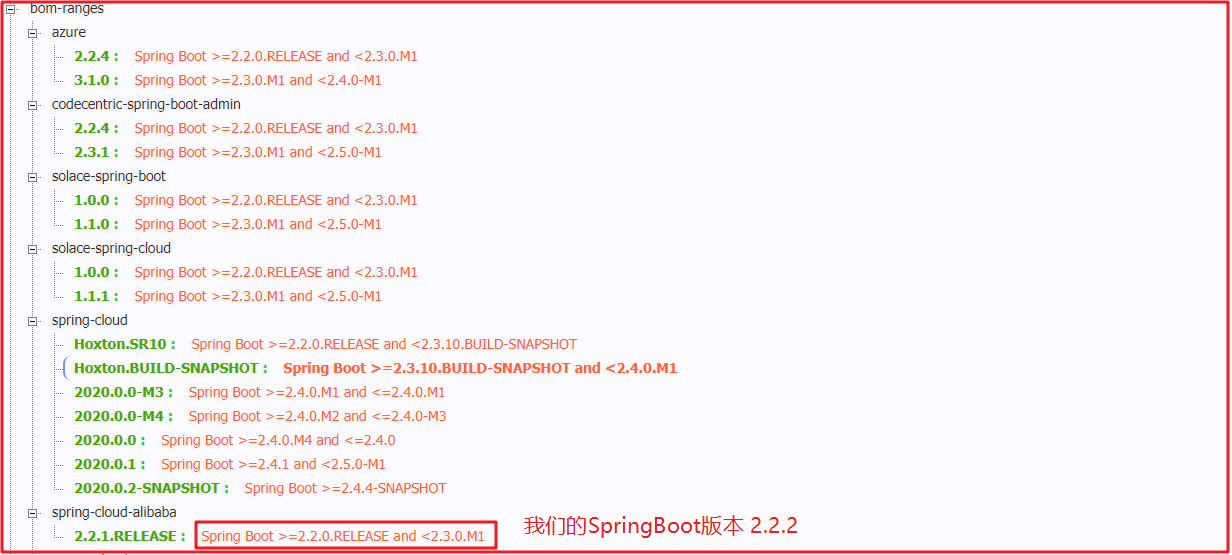 bom-ranges
azure
2.2.4 : Spring Boot >=2.2.0.RELEASE and <2.3.0.M1
3.1.0 : Spring Boot >=2.3.0.M1 and <2.4.0-M1
codecentric-spring-boot-admin
2.2.4 : Spring Boot >=2.2.0.RELEASE and <2.3.0.M1
2.3.1 : Spring Boot >=2.3.0.M1 and <2.5.0-M1
solace-spring-boot
1.0.0 : Spring Boot >=2.2.0.RELEASE and <2.3.0.M1
1.1.0 : Spring Boot >=2.3.0.M1 and <2.5.0-M1
solace-spring-cloud
1.0.0 : Spring Boot >=2.2.0.RELEASE and <2.3.0.M1
1.1.1 : Spring Boot >=2.3.0.M1 and <2.5.0-M1
spring-cloud
Hoxton.SR10 : Spring Boot >=2.2.0.RELEASE and <2.3.10.BUILD-SNAPSHOT
Hoxton.BUILD-SNAPSHOT : Spring Boot >=2.3.10.BUILD-SNAPSHOT and <2.4.0.M1
2020.0.0-M3 : Spring Boot >=2.4.0.M1 and <=2.4.0.M1
2020.0.0-M4 : Spring Boot >=2.4.0.M2 and <=2.4.0-M3
2020.0.0 : Spring Boot >=2.4.0.M4 and <=2.4.0
2020.0.1 : Spring Boot >=2.4.1 and <2.5.0-M1
2020.0.2-SNAPSHOT : Spring Boot >=2.4.4-SNAPSHOT
spring-cloud-alibaba
2.2.1.RELEASE : Spring Boot >=2.2.0.RELEASE and <2.3.0.M1 我们的SpringBoot版本 2.2.2